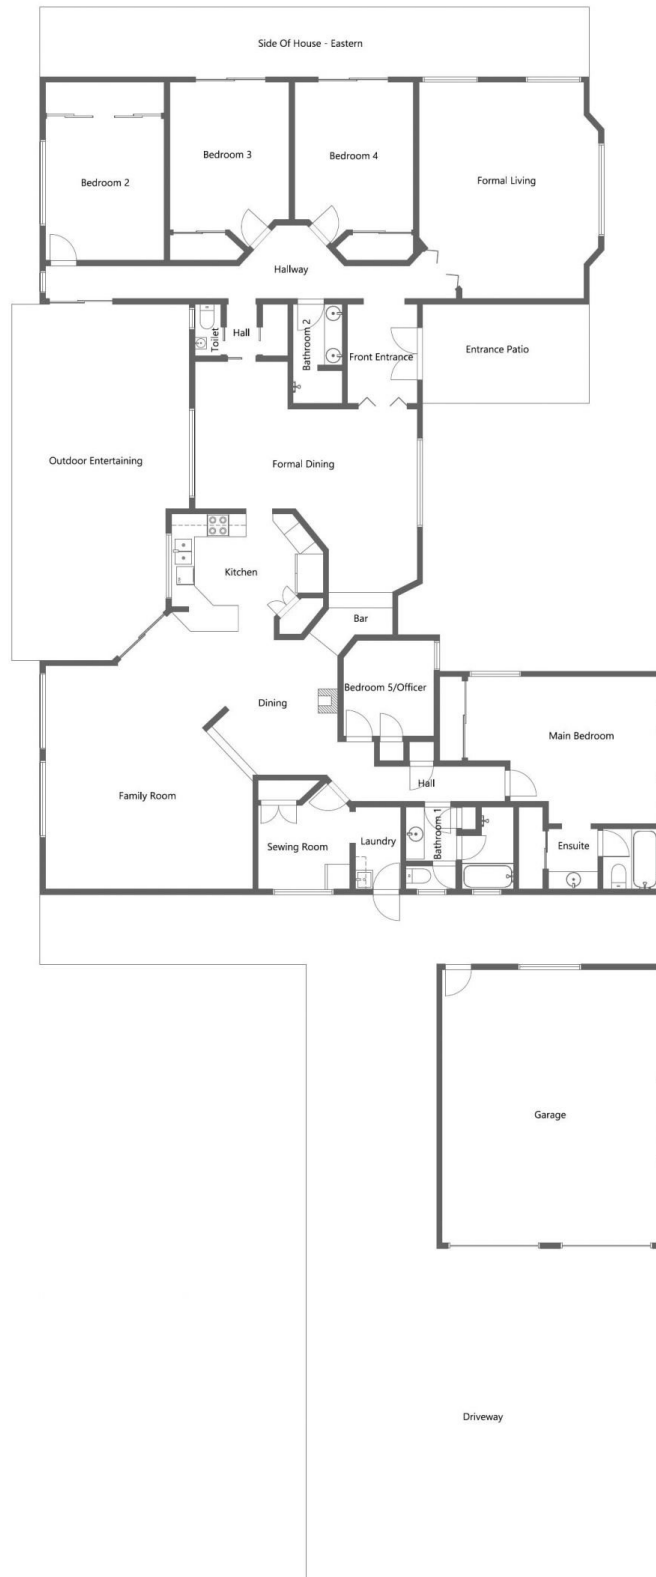 Side Of House - Eastern
Bedroom 2
Bedroom 3
Bedroom 4
Formal Living
Hallway
Toilet
Hall
Bathroom 2
Front Entrance
Entrance Patio
Outdoor Entertaining
Formal Dining
Kitchen
Bar
Bedroom 5/Officer
Dining
Main Bedroom
Hall
Family Room
Sewing Room
Laundry
Bathroom 1
Ensuite
Garage
Driveway